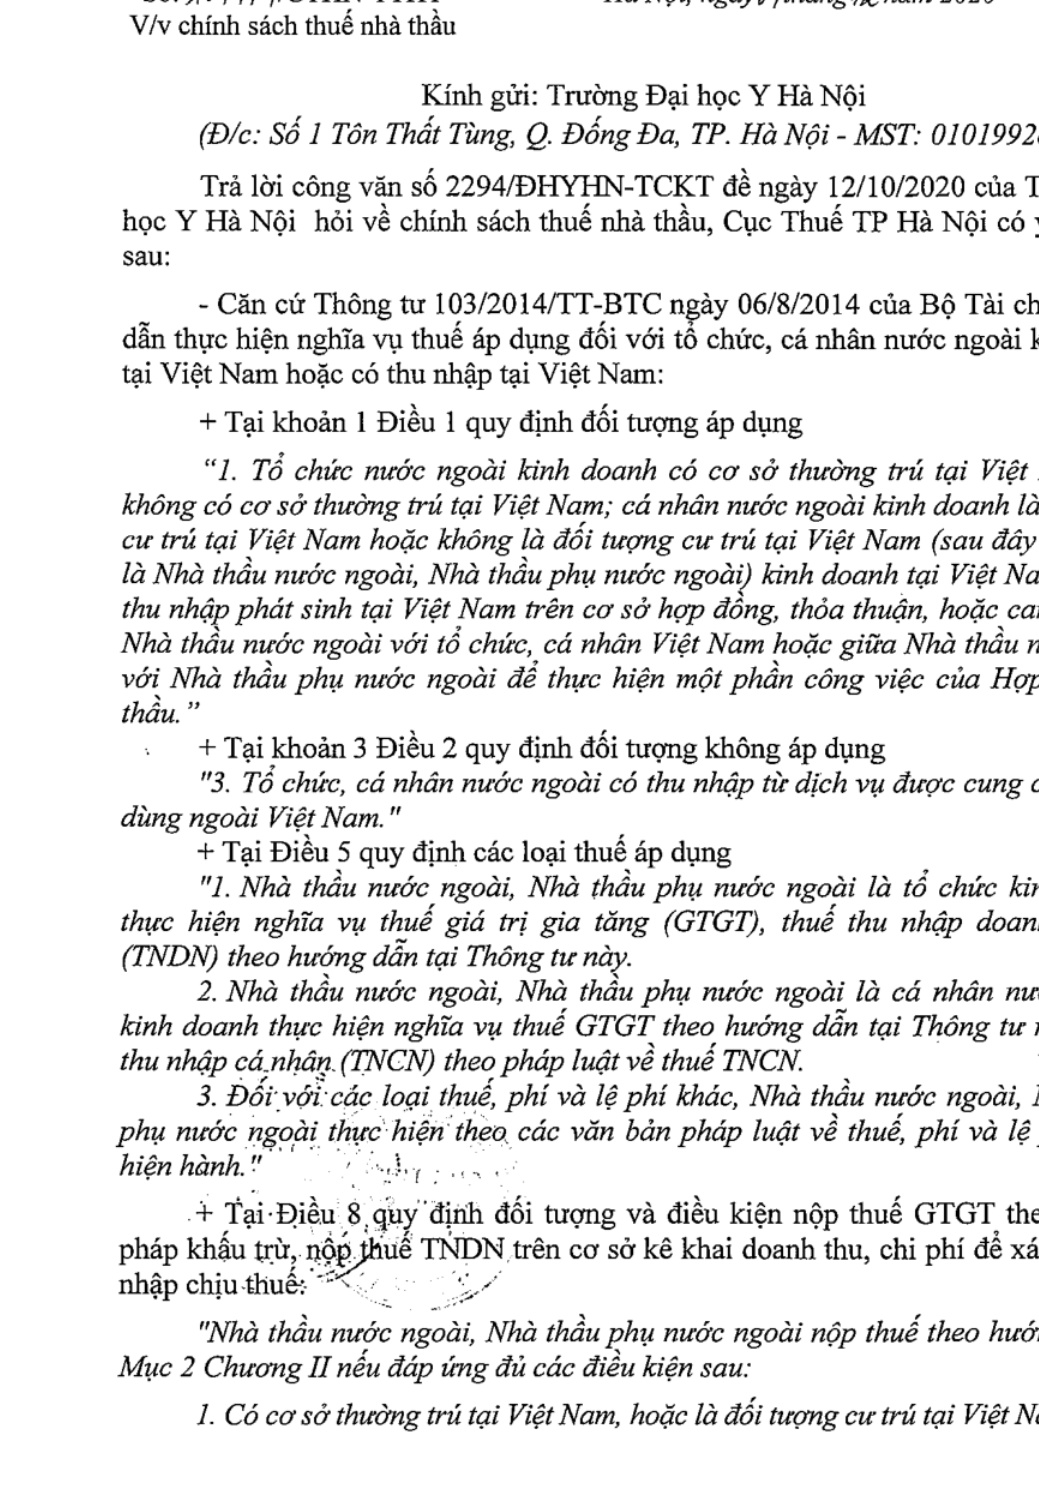 V/v chính sách thuế nhà thầu
Kính gửi: Trường Đại học Y Hà Nội
(Đ/c: Số 1 Tôn Thất Tùng, Q. Đống Đa, TP. Hà Nội - MST: 0101992
Trả lời công văn số 2294/ĐHYHN-TCKT đề ngày 12/10/2020 của T
học Y Hà Nội hỏi về chính sách thuế nhà thầu, Cục Thuế TP Hà Nội có
sau:
- Căn cứ Thông tư 103/2014/TT-BTC ngày 06/8/2014 của Bộ Tài ch
dẫn thực hiện nghĩa vụ thuế áp dụng đối với tổ chức, cá nhân nước ngoài k
tại Việt Nam hoặc có thu nhập tại Việt Nam:
+ Tại khoản 1 Điều 1 quy định đối tượng áp dụng
“1. Tổ chức nước ngoài kinh doanh có cơ sở thường trú tại Việt
không có cơ sở thường trú tại Việt Nam; cá nhân nước ngoài kinh doanh là
cư trú tại Việt Nam hoặc không là đối tượng cư trú tại Việt Nam (sau đây
là Nhà thầu nước ngoài, Nhà thầu phụ nước ngoài) kinh doanh tại Việt Na
thu nhập phát sinh tại Việt Nam trên cơ sở hợp đồng, thỏa thuận, hoặc ca
Nhà thầu nước ngoài với tổ chức, cá nhân Việt Nam hoặc giữa Nhà thầu n
với Nhà thầu phụ nước ngoài để thực hiện một phần công việc của Hợp
thầu.”
+ Tại khoản 3 Điều 2 quy định đối tượng không áp dụng
"3. Tổ chức, cá nhân nước ngoài có thu nhập từ dịch vụ được cung c
dùng ngoài Việt Nam."
+ Tại Điều 5 quy định các loại thuế áp dụng
"1. Nhà thầu nước ngoài, Nhà thầu phụ nước ngoài là tổ chức kin
thực hiện nghĩa vụ thuế giá trị gia tăng (GTGT), thuế thu nhập doan
(TNDN) theo hướng dẫn tại Thông tư này.
2. Nhà thầu nước ngoài, Nhà thầu phụ nước ngoài là cá nhân nư
kinh doanh thực hiện nghĩa vụ thuế GTGT theo hướng dẫn tại Thông tư n
thu nhập cá nhân (TNCN) theo pháp luật về thuế TNCN.
3. Đối với các loại thuế, phí và lệ phí khác, Nhà thầu nước ngoài,
phụ nước ngoài thực hiện theo các văn bản pháp luật về thuế, phí và lệ
hiện hành."
+ Tại Điều 8 quy định đối tượng và điều kiện nộp thuế GTGT the
pháp khấu trừ, nộp thuế TNDN trên cơ sở kê khai doanh thu, chi phí để xá
nhập chịu thuế:
"Nhà thầu nước ngoài, Nhà thầu phụ nước ngoài nộp thuế theo hướ
Mục 2 Chương II nếu đáp ứng đủ các điều kiện sau:
1. Có cơ sở thường trú tại Việt Nam, hoặc là đối tượng cư trú tại Việt N